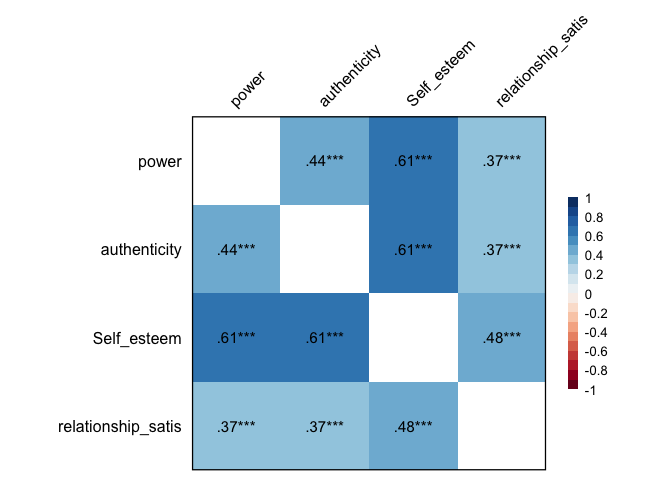 power
authenticity
Self_esteem
relationship_satis
power .44*** .61*** .37***
authenticity .44*** .61*** .37***
Self_esteem .61*** .61*** .48***
relationship_satis .37*** .37*** .48***
1
0.8
0.6
0.4
0.2
0
-0.2
-0.4
-0.6
-0.8
-1